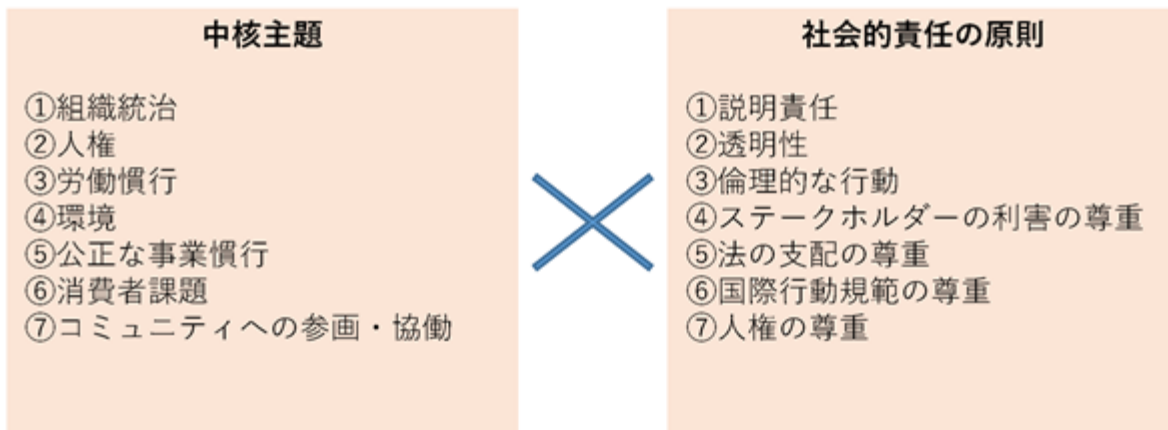 中核主題
①組織統治
②人権
③労働慣行
④環境
⑤公正な事業慣行
⑥消費者課題
⑦コミュニティへの参画・協働
社会的責任の原則
①説明責任
②透明性
③倫理的な行動
④ステークホルダーの利害の尊重
⑤法の支配の尊重
⑥国際行動規範の尊重
⑦人権の尊重